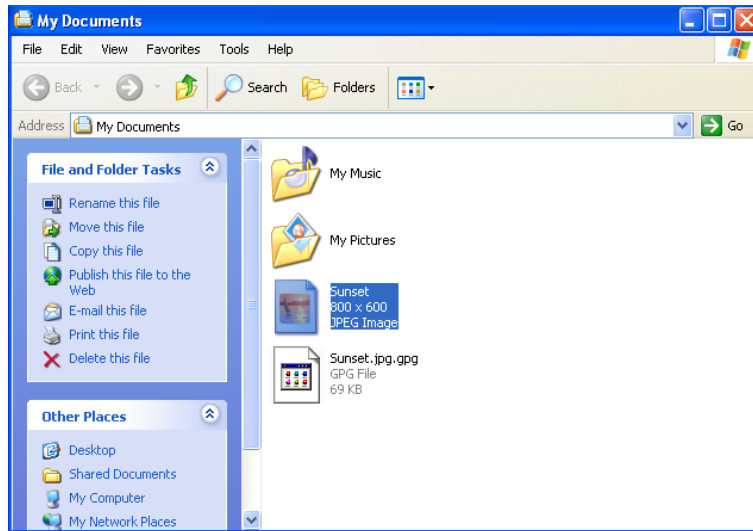 My Documents
File Edit View Favorites Tools Help
Back Search Folders
Address My Documents Go
File and Folder Tasks
Rename this file
Move this file
Copy this file
Publish this file to the
Web
E-mail this file
Print this file
Delete this file
Other Places
Desktop
Shared Documents
My Computer
My Network Places
My Music
My Pictures
Sunset
800 x 600
JPEG Image
Sunset.jpg.gpg
GPG File
69 KB